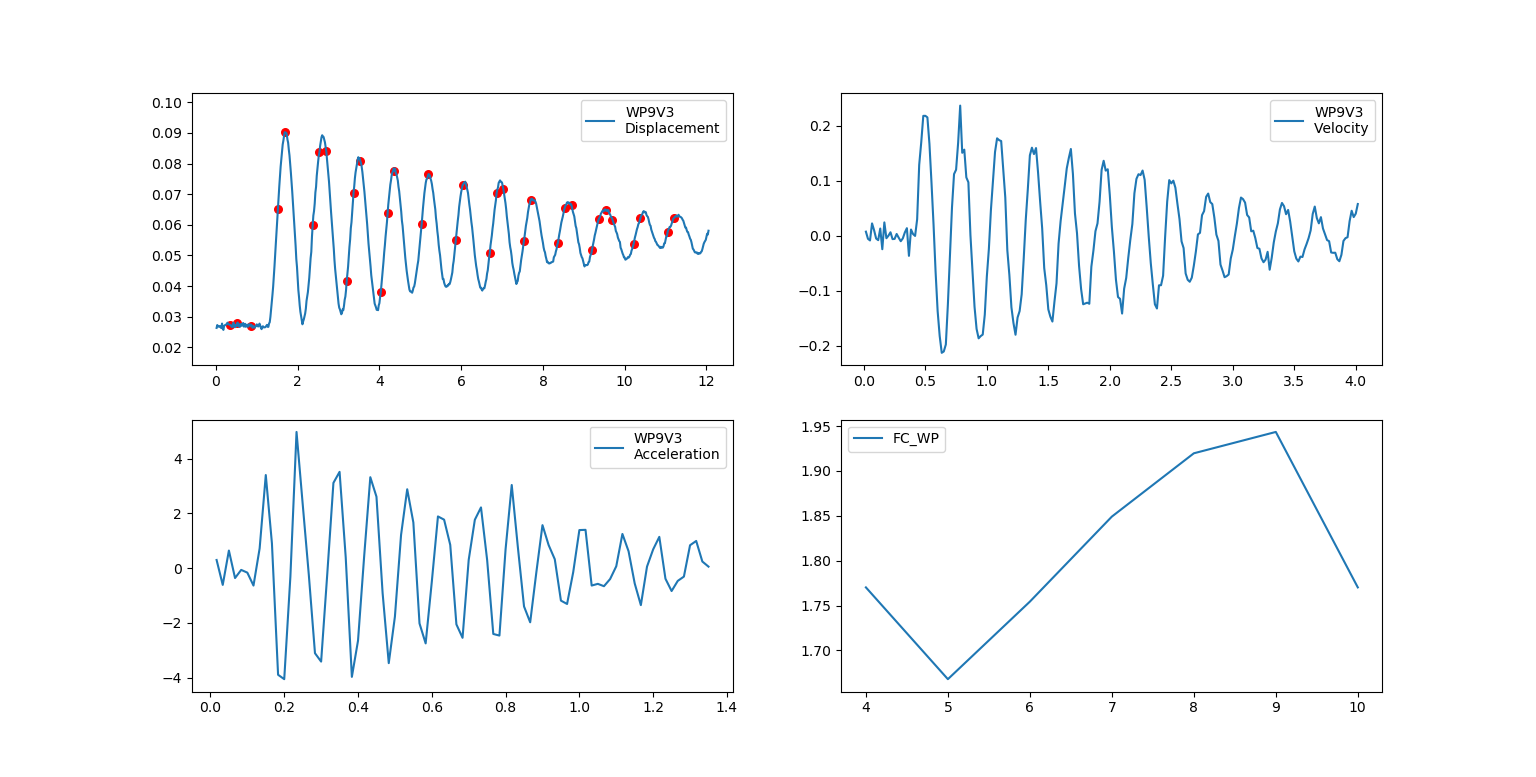 0.10
0.09
0.08
0.07
0.06
0.05
0.04
0.03
0.02
0 2 4 6 8 10 12
WP9V3
Displacement
0.2
0.1
0.0
−0.1
−0.2
0.0 0.5 1.0 1.5 2.0 2.5 3.0 3.5 4.0
WP9V3
Velocity
4
2
0
−2
−4
0.0 0.2 0.4 0.6 0.8 1.0 1.2 1.4
WP9V3
Acceleration
1.95
1.90
1.85
1.80
1.75
1.70
4 5 6 7 8 9 10
FC_WP